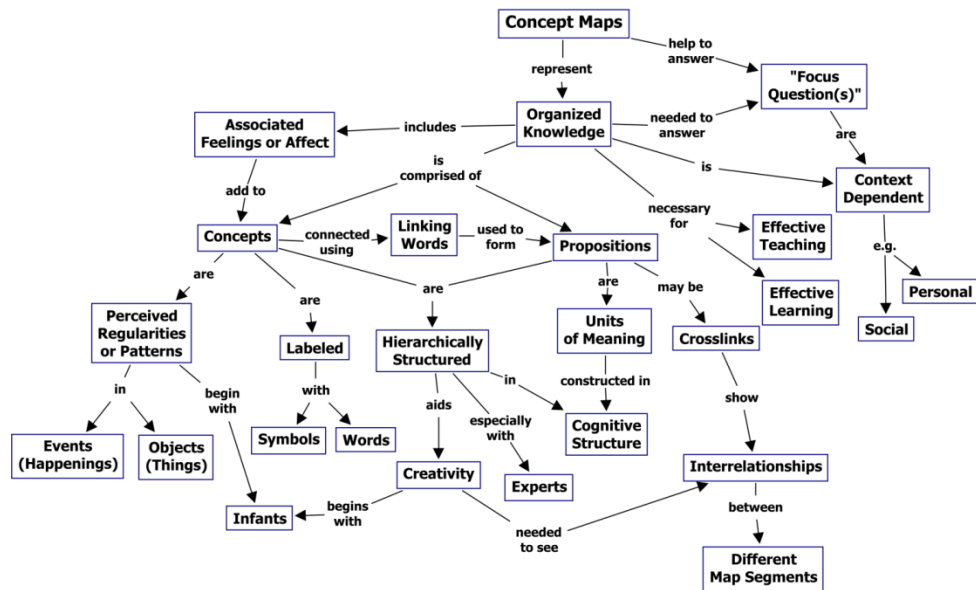 Concept Maps
help to
answer
represent
"Focus
Question(s)"
Organized
Knowledge
needed to
answer
Associated
Feelings or Affect
includes
are
is
comprised of
is
Context
Dependent
add to
necessary
for
Concepts
connected
using
Linking
Words
used to
form
Propositions
Effective
Teaching
e.g.
are
are
are
are
may be
Effective
Learning
Personal
Social
Perceived
Regularities
or Patterns
Labeled
Hierarchically
Structured
Units
of Meaning
Crosslinks
in
begin
with
with
aids
in
constructed in
show
especially
with
Events
(Happenings)
Objects
(Things)
Symbols
Words
Cognitive
Structure
Creativity
Experts
Interrelationships
Infants
begins
with
needed
to see
between
Different
Map Segments